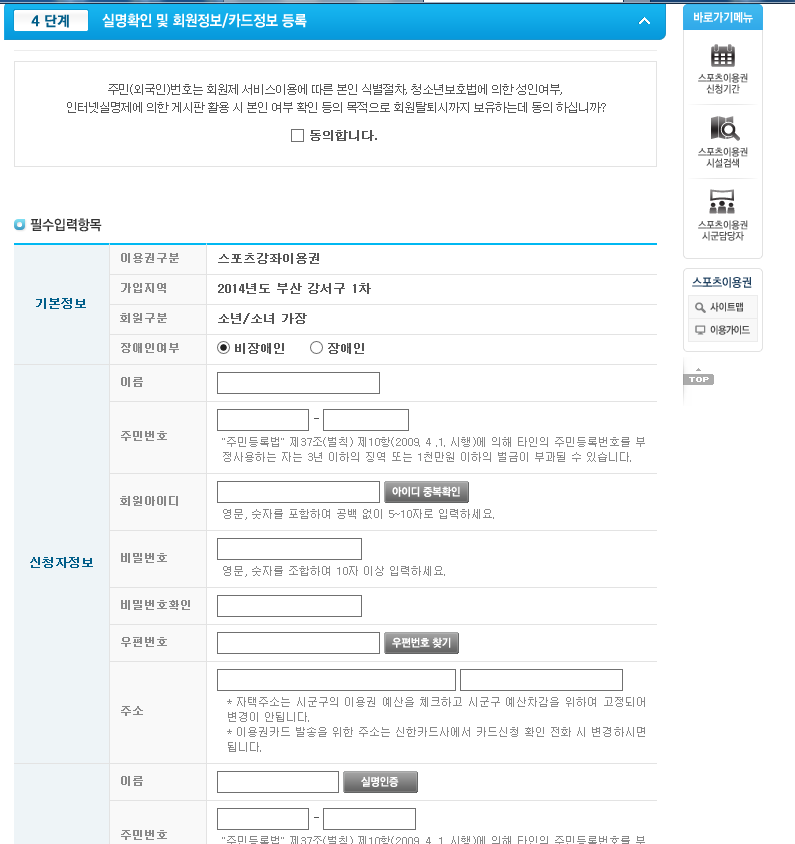 4 단계 실명확인 및 회원정보/카드정보 등록
주민(외국인)번호는 회원제 서비스이용에 따른 본인 식별절차, 청소년보호법에 의한 성인여부,
인터넷실명제에 의한 게시판 활용 시 본인 여부 확인 등의 목적으로 회원탈퇴시까지 보유하는데 동의 하십니까?
동의합니다.
필수입력항목
기본정보
이용권구분 스포츠강좌이용권
가입지역 2014년도 부산 강서구 1차
회원구분 소년/소녀 가장
장애인여부 비장애인 장애인
신청자정보
이름
주민번호 -
"주민등록법" 제37조(벌칙) 제10항(2009. 4 .1. 시행)에 의해 타인의 주민등록번호를 부
정사용하는 자는 3년 이하의 징역 또는 1천만원 이하의 벌금이 부과될 수 있습니다.
회원아이디 아이디 중복확인
영문, 숫자를 포함하여 공백 없이 5~10자로 입력하세요.
비밀번호
영문, 숫자를 조합하여 10자 이상 입력하세요.
비밀번호확인
우편번호 우편번호 찾기
주소
* 자택주소는 시군구의 이용권 예산을 체크하고 시군구 예산차감을 위하여 고정되어
변경이 안됩니다.
* 이용권카드 발송을 위한 주소는 신한카드사에서 카드신청 확인 전화 시 변경하시면
됩니다.
이름 실명인증
주민번호 -
"주민등록법" 제37조(벌칙) 제10항(2009. 4 .1. 시행)에 의해 타인의 주민등록번호를 부
바로가기메뉴
스포츠이용권
신청기간
스포츠이용권
시설검색
스포츠이용권
시군담당자
스포츠이용권
사이트맵
이용가이드
TOP